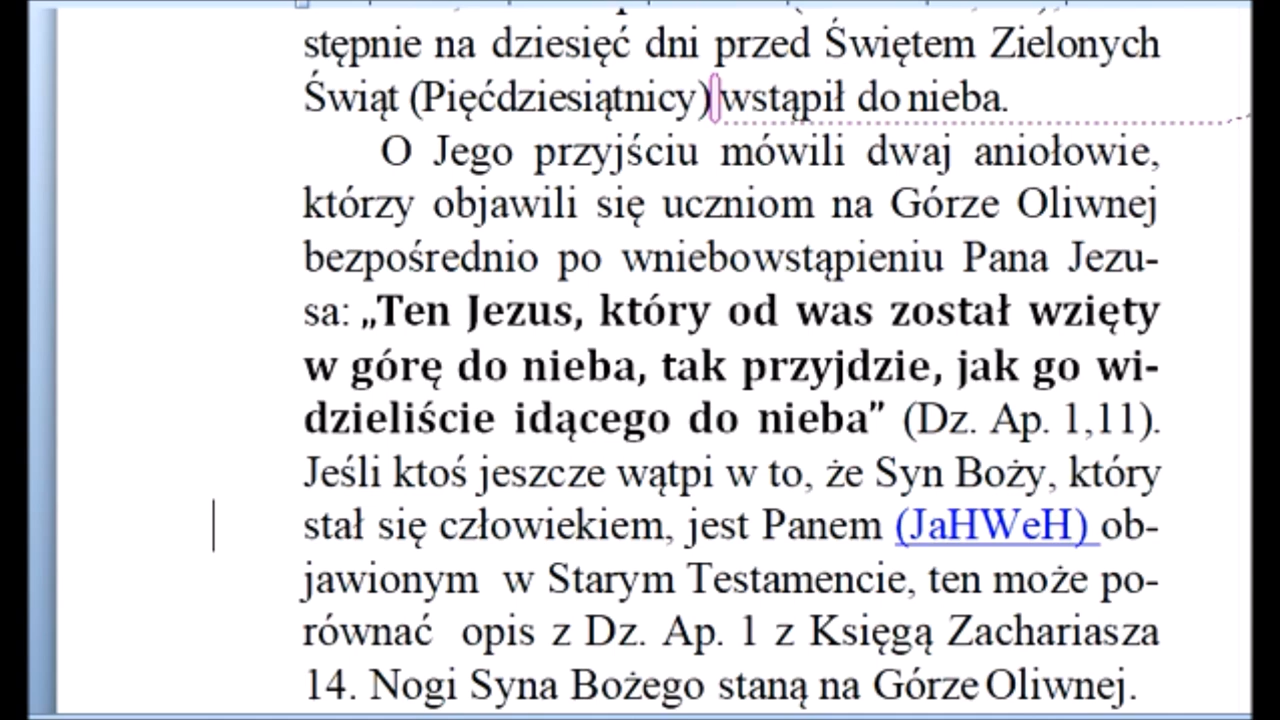 stępnie na dziesięć dni przed Świętem Zielonych
Świąt (Pięćdziesiątnicy) wstąpił do nieba.
O Jego przyjściu mówili dwaj aniołowie,
którzy objawili się uczniom na Górze Oliwnej
bezpośrednio po wniebowstąpieniu Pana Jezu-
sa: „Ten Jezus, który od was został wzięty
w górę do nieba, tak przyjdzie, jak go wi-
dzieliście idącego do nieba” (Dz. Ap. 1,11).
Jeśli ktoś jeszcze wątpi w to, że Syn Boży, który
stał się człowiekiem, jest Panem (JaHWeH) ob-
jawionym w Starym Testamencie, ten może po-
równać opis z Dz. Ap. 1 z Księgą Zachariasza
14. Nogi Syna Bożego staną na Górze Oliwnej.